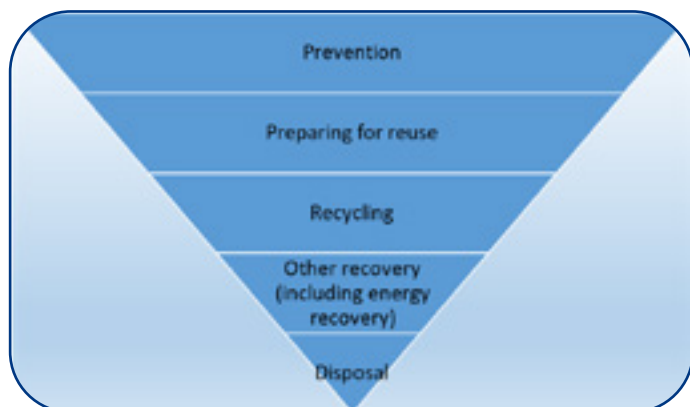 Prevention
Preparing for reuse
Recycling
Other recovery
(including energy
recovery)
Disposal